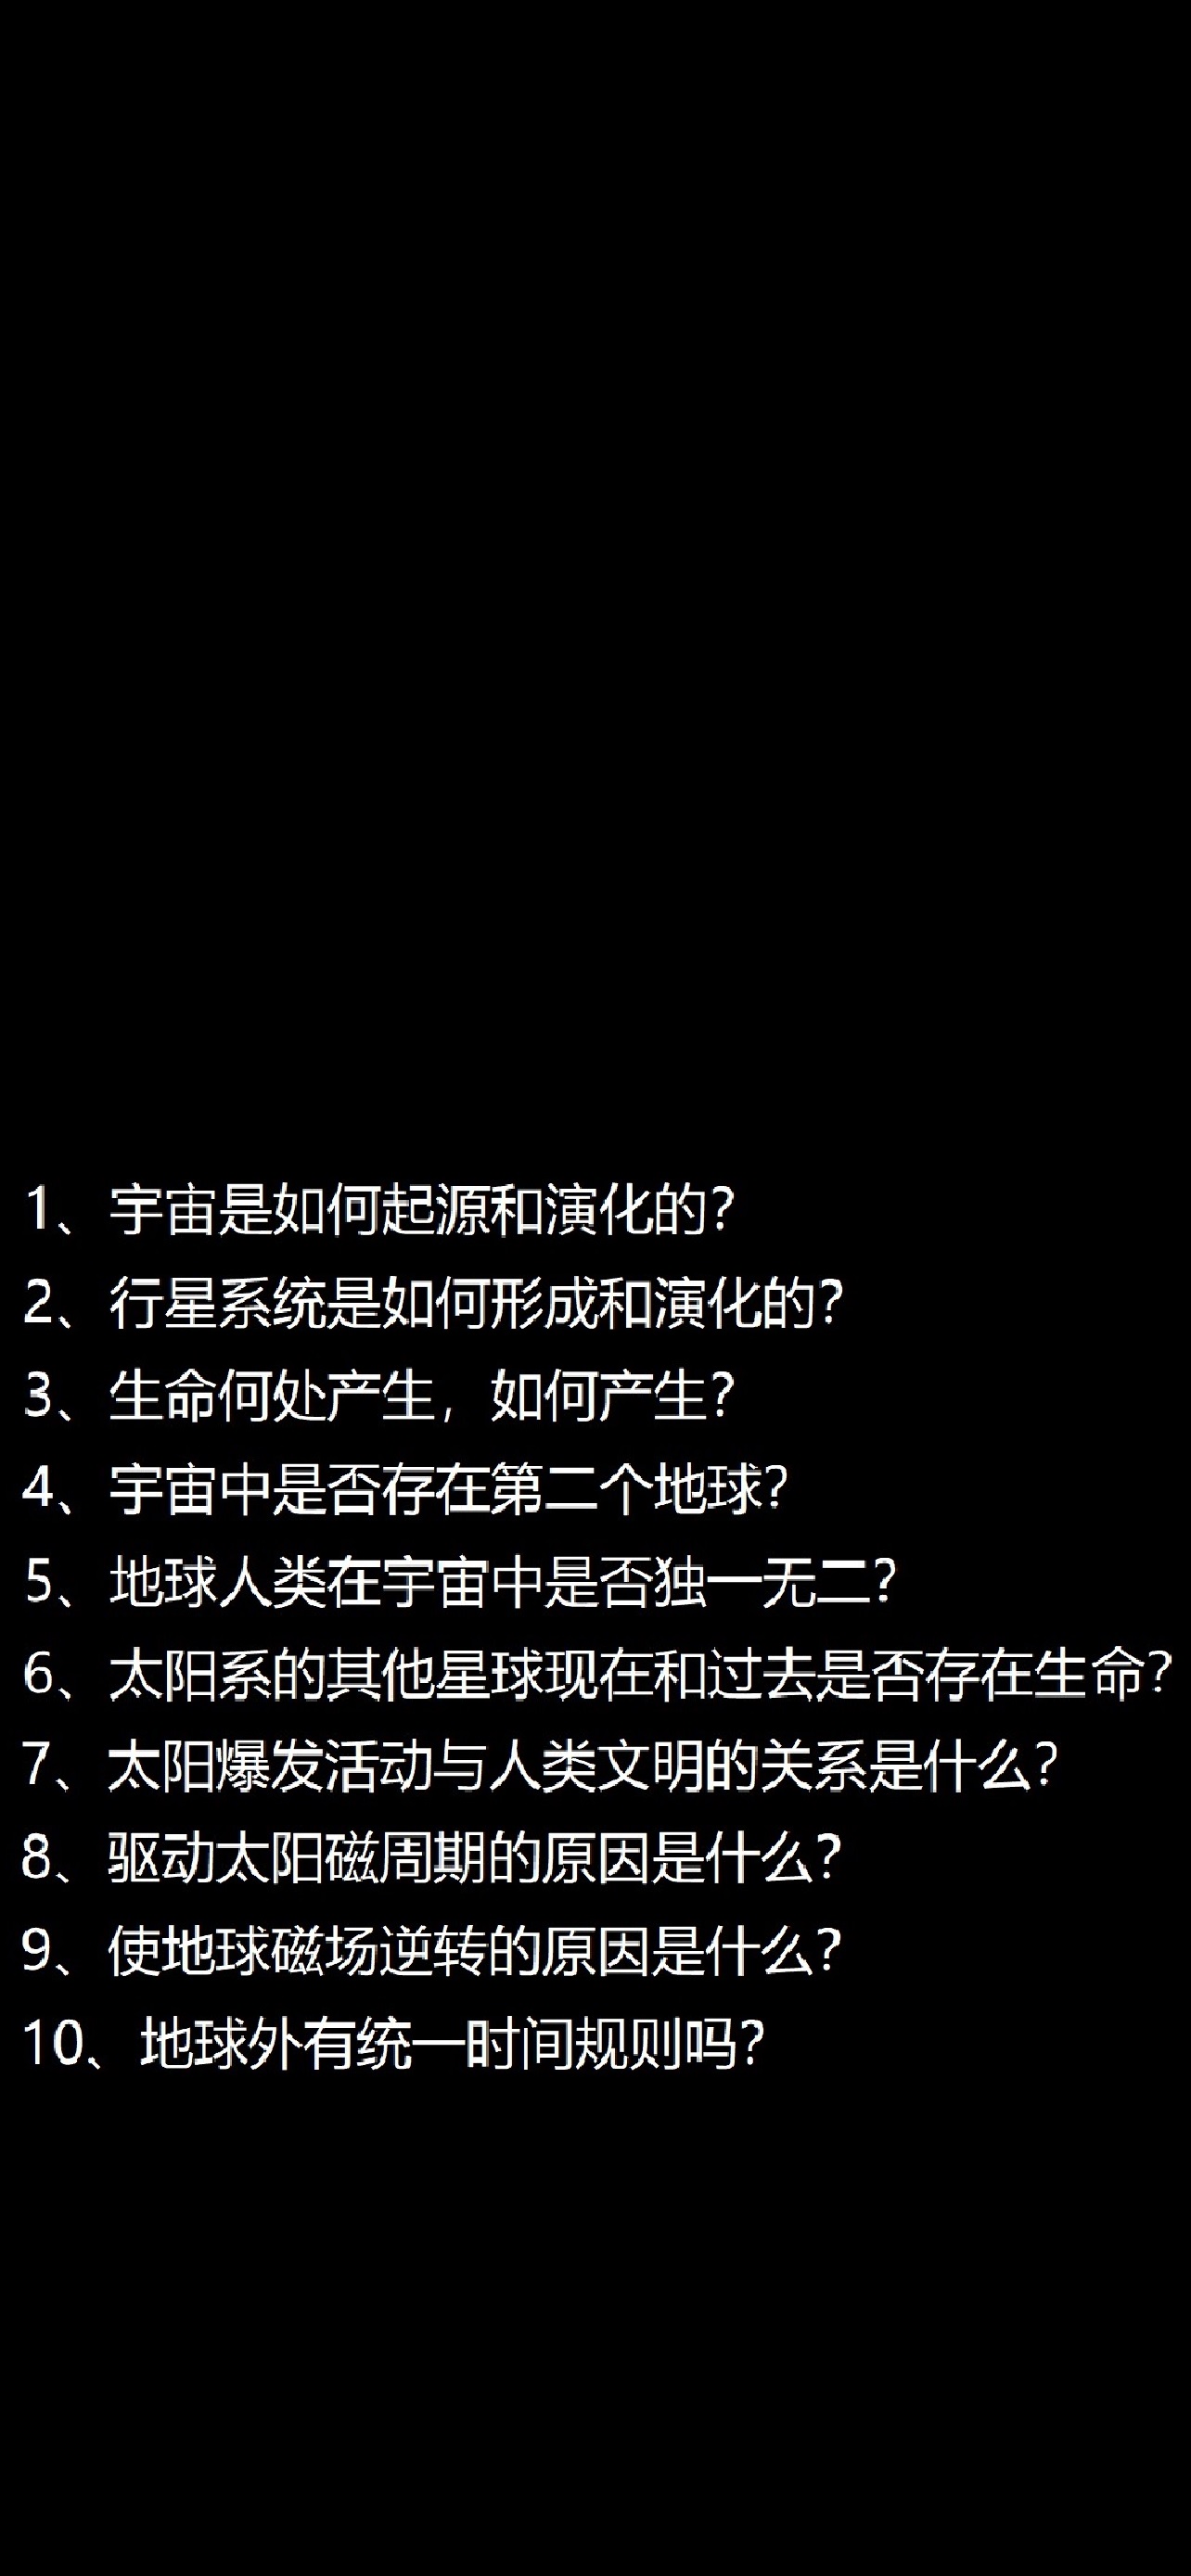 1、宇宙是如何起源和演化的?
2、行星系统是如何形成和演化的?
3、生命何处产生，如何产生?
4、宇宙中是否存在第二个地球?
5、地球人类在宇宙中是否独一无二?
6、太阳系的其他星球现在和过去是否存在生命?
7、太阳爆发活动与人类文明的关系是什么?
8、驱动太阳磁周期的原因是什么?
9、使地球磁场逆转的原因是什么?
10、地球外有统一时间规则吗?